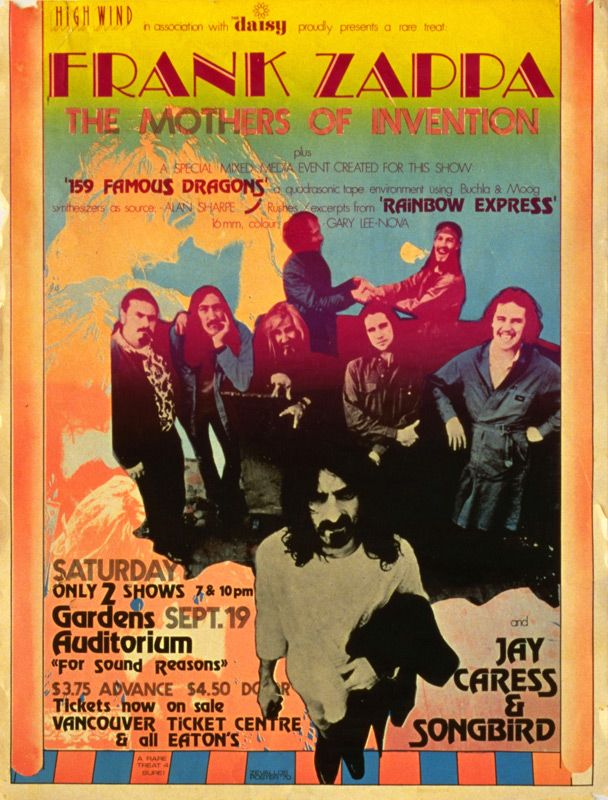 HIGH WIND
in association with THE daisy proudly presents a rare treat:
FRANK ZAPPA
THE MOTHERS OF INVENTION
plus
A SPECIAL MIXED MEDIA EVENT CREATED FOR THIS SHOW
'159 FAMOUS DRAGONS' a quadrasonic tape environment using Buchla & Moog
synthesizers as source; -ALAN SHARPE / Rushes / excerpts from 'RAINBOW EXPRESS'
16mm, colour; GARY LEE-NOVA
SATURDAY
ONLY 2 SHOWS 7 & 10pm
Gardens SEPT. 19
Auditorium
«For Sound Reasons»
$3.75 ADVANCE $4.50
Tickets now on sale
VANCOUVER TICKET CENTRE
& all EATON'S
and
JAY
CARESS
&
SONGBIRD
A RARE
TREAT 4
SURE!
ZEVALLOS
POSTER '70